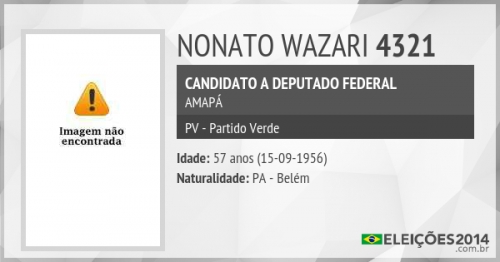 NONATO WAZARI 4321
CANDIDATO A DEPUTADO FEDERAL
AMAPÁ
PV - Partido Verde
Imagem não
encontrada
Idade: 57 anos (15-09-1956)
Naturalidade: PA - Belém
ELEIÇÕES2014
.com.br